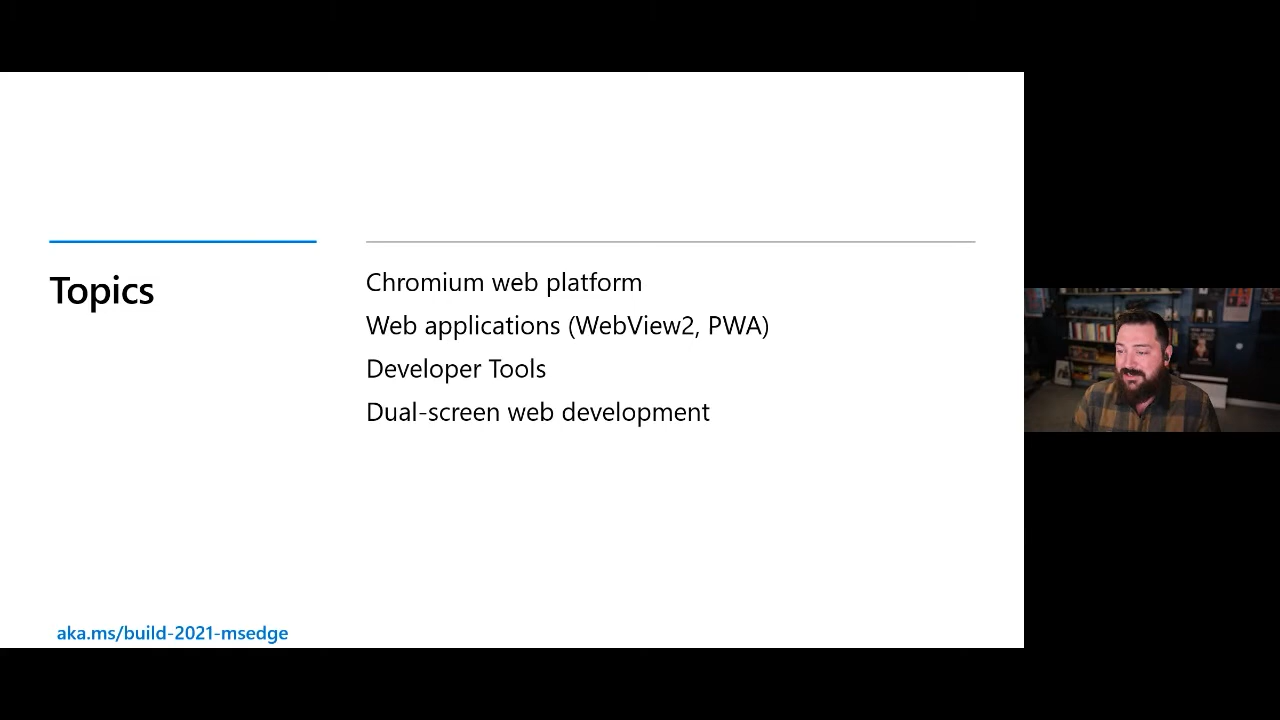 Topics
Chromium web platform
Web applications (WebView2, PWA)
Developer Tools
Dual-screen web development
aka.ms/build-2021-msedge